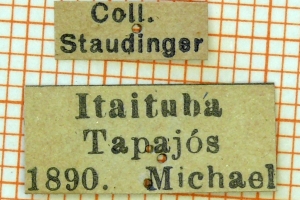 Coll.
Staudinger
Itaituba
Tapajós
1890. Michael